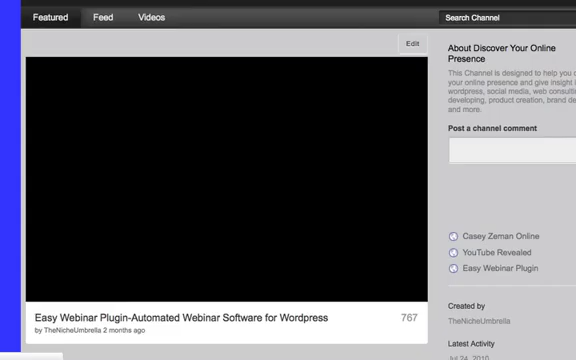 Featured
Feed
Videos
Search Channel
Edit
About Discover Your Online
Presence
This Channel is designed to help you
your online presence and give insight
wordpress, social media, web
developing, product creation, brand
and more.
Post a channel comment
Casey Zeman Online
YouTube Revealed
Easy Webinar Plugin
Easy Webinar Plugin-Automated Webinar Software for Wordpress
767
by TheNicheUmbrella 2 months ago
Created by
TheNicheUmbrella
Latest Activity
Jul 24, 2010